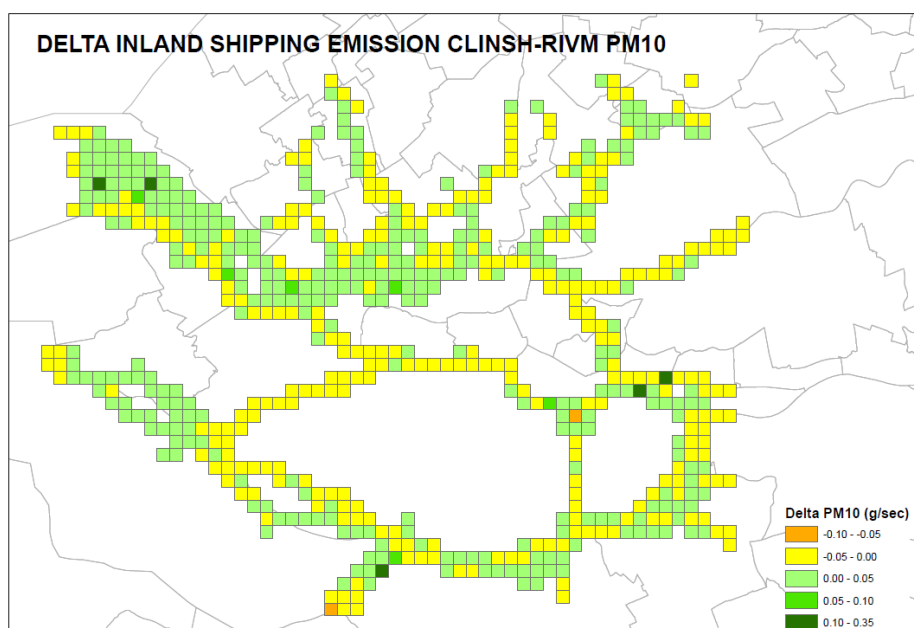 DELTA INLAND SHIPPING EMISSION CLINSH-RIVM PM10
Delta PM10 (g/sec)
-0.10 - -0.05
-0.05 - 0.00
0.00 - 0.05
0.05 - 0.10
0.10 - 0.35